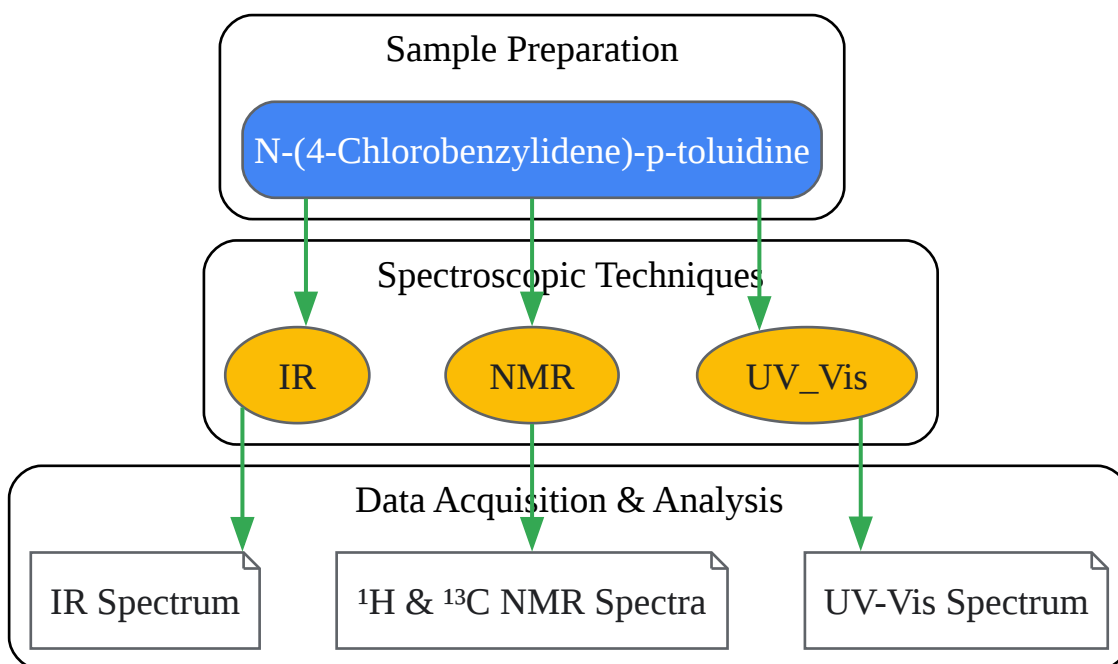 Sample Preparation
N-(4-Chlorobenzylidene)-p-toluidine
Spectroscopic Techniques
IR
NMR
UV_Vis
Data Acquisition & Analysis
IR Spectrum
¹H & ¹³C NMR Spectra
UV-Vis Spectrum